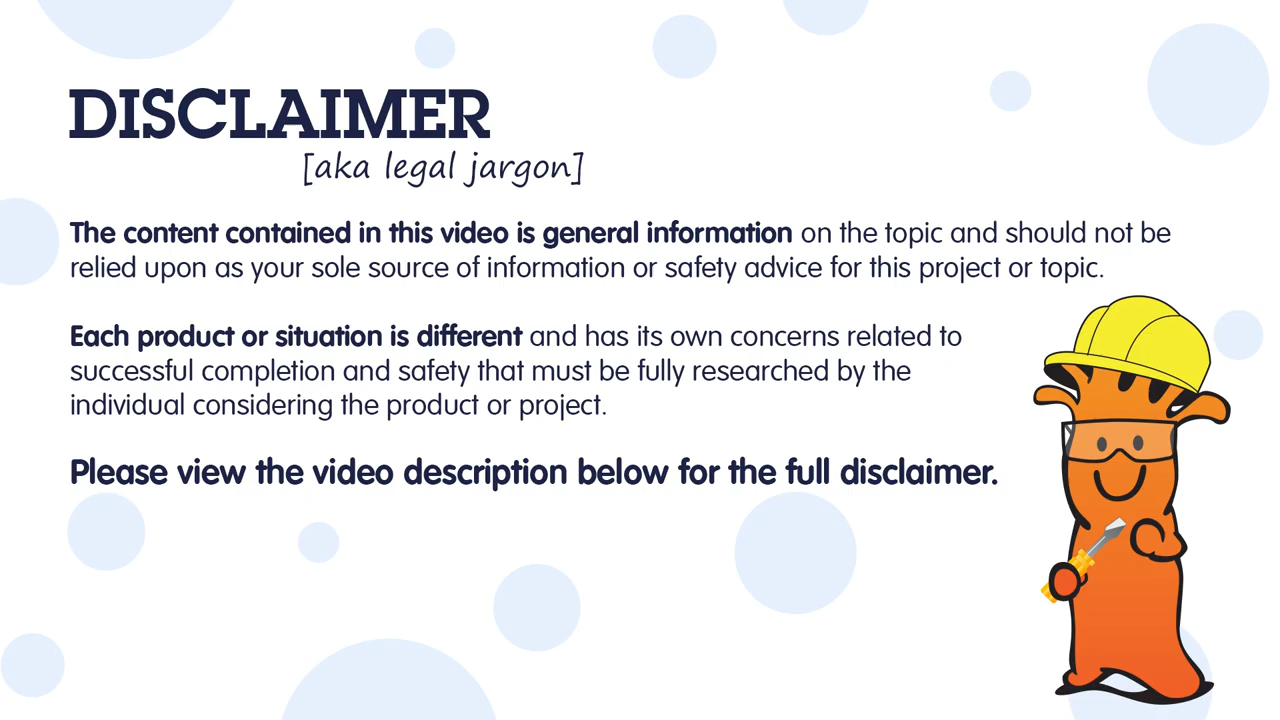 DISCLAIMER
[aka legal jargon]
The content contained in this video is general information on the topic and should not be
relied upon as your sole source of information or safety advice for this project or topic.
Each product or situation is different and has its own concerns related to
successful completion and safety that must be fully researched by the
individual considering the product or project.
Please view the video description below for the full disclaimer.